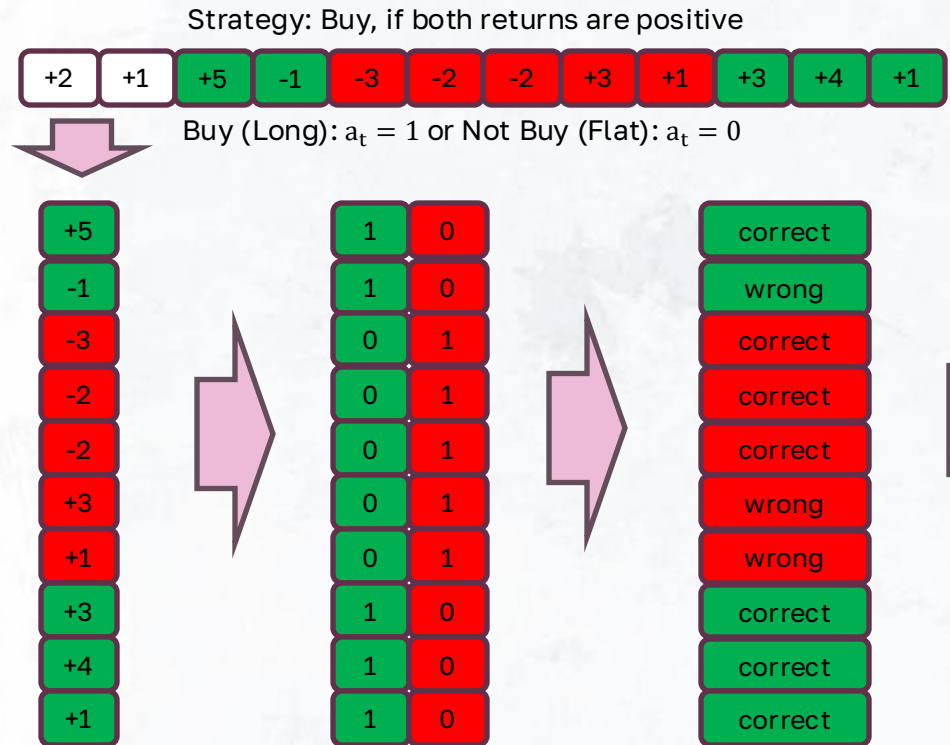 Strategy: Buy, if both returns are positive
+2 +1 +5 -1 -3 -2 -2 +3 +1 +3 +4 +1
Buy (Long): aₜ = 1 or Not Buy (Flat): aₜ = 0
+5 1 0 correct
-1 1 0 wrong
-3 0 1 correct
-2 0 1 correct
-2 0 1 correct
+3 0 1 wrong
+1 0 1 wrong
+3 1 0 correct
+4 1 0 correct
+1 1 0 correct